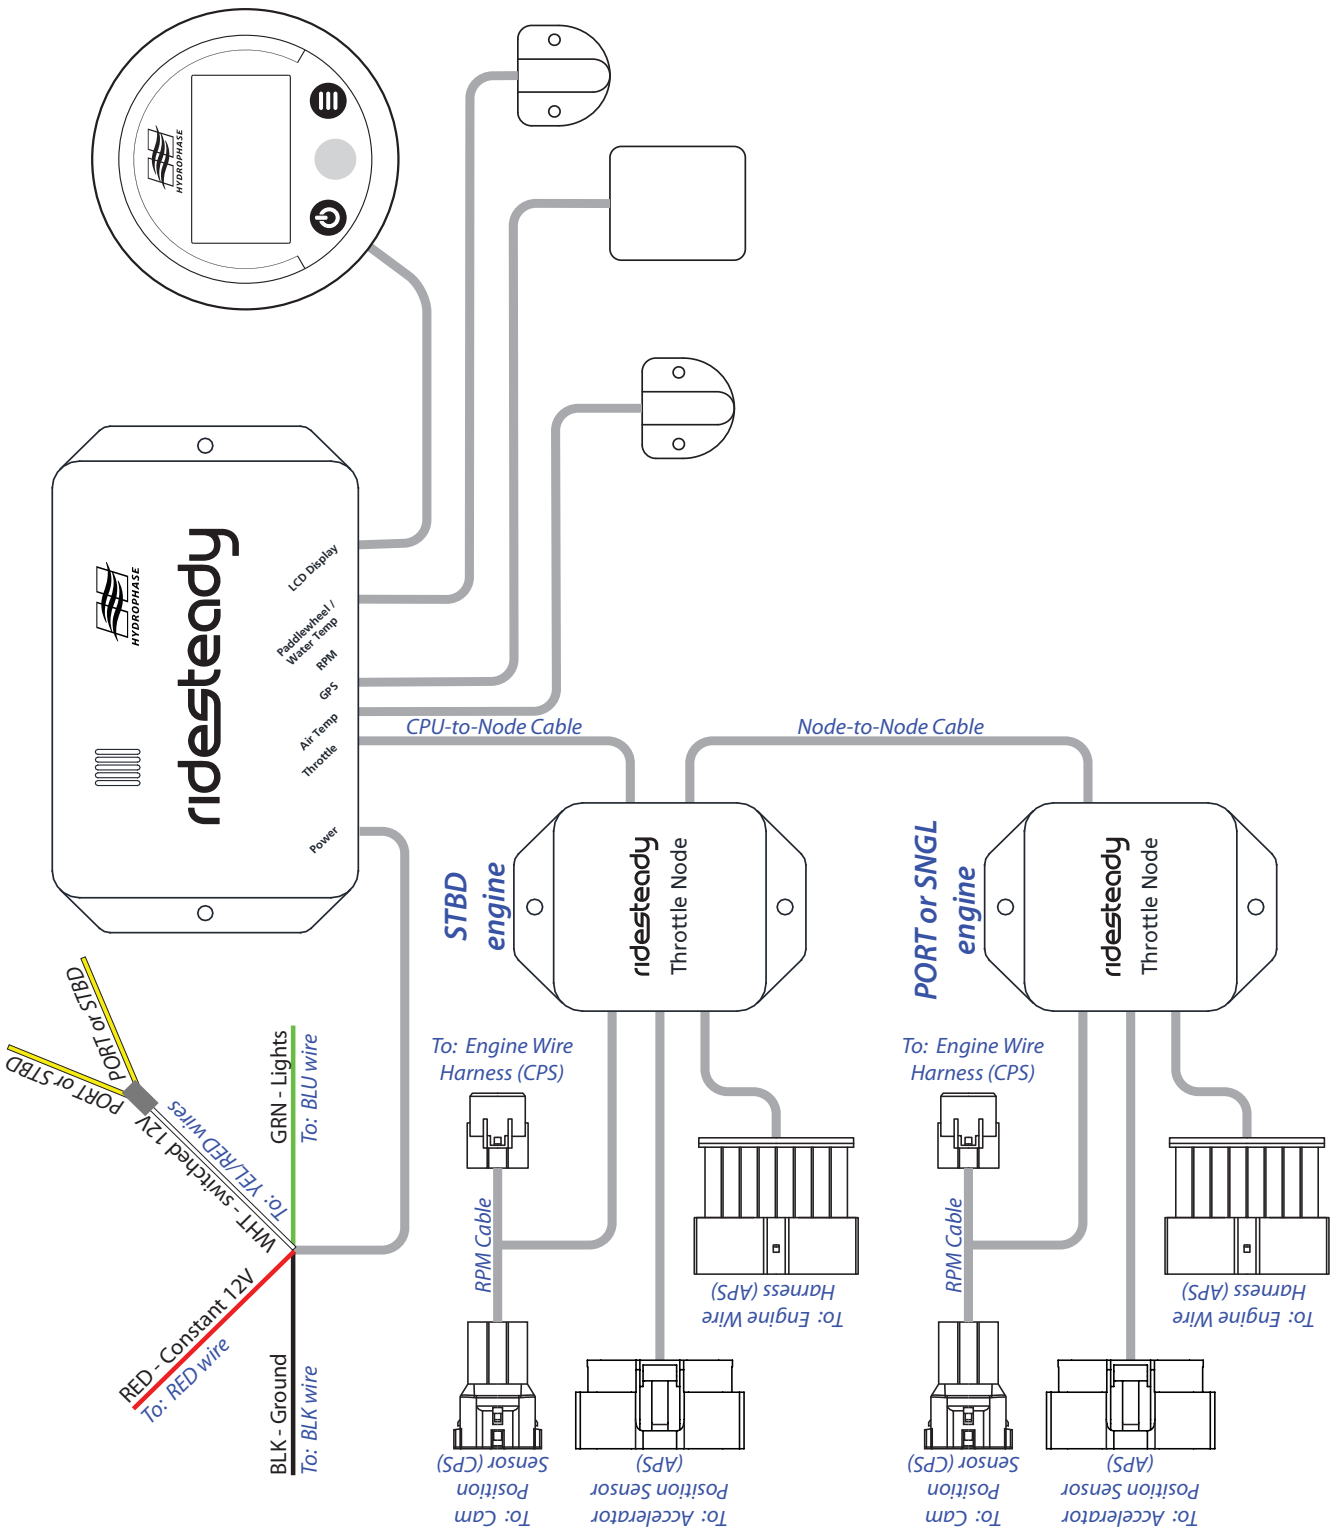 HYDROPHASE
HYDROPHASE
ridesteady
LCD Display
Paddlewheel /
Water Temp
RPM
GPS
Air Temp
Throttle
Power
CPU-to-Node Cable
Node-to-Node Cable
STBD
engine
ridesteady
Throttle Node
PORT or SNGL
engine
ridesteady
Throttle Node
PORT or STBD
PORT or STBD
WHT - switched 12V
To: YEL/RED wires
GRN - Lights
To: BLU wire
RED - Constant 12V
To: RED wire
BLK - Ground
To: BLK wire
To: Engine Wire
Harness (CPS)
RPM Cable
To: Engine Wire
Harness (APS)
To: Cam
Position
Sensor (CPS)
To: Accelerator
Position Sensor
(APS)
To: Engine Wire
Harness (CPS)
RPM Cable
To: Engine Wire
Harness (APS)
To: Cam
Position
Sensor (CPS)
To: Accelerator
Position Sensor
(APS)